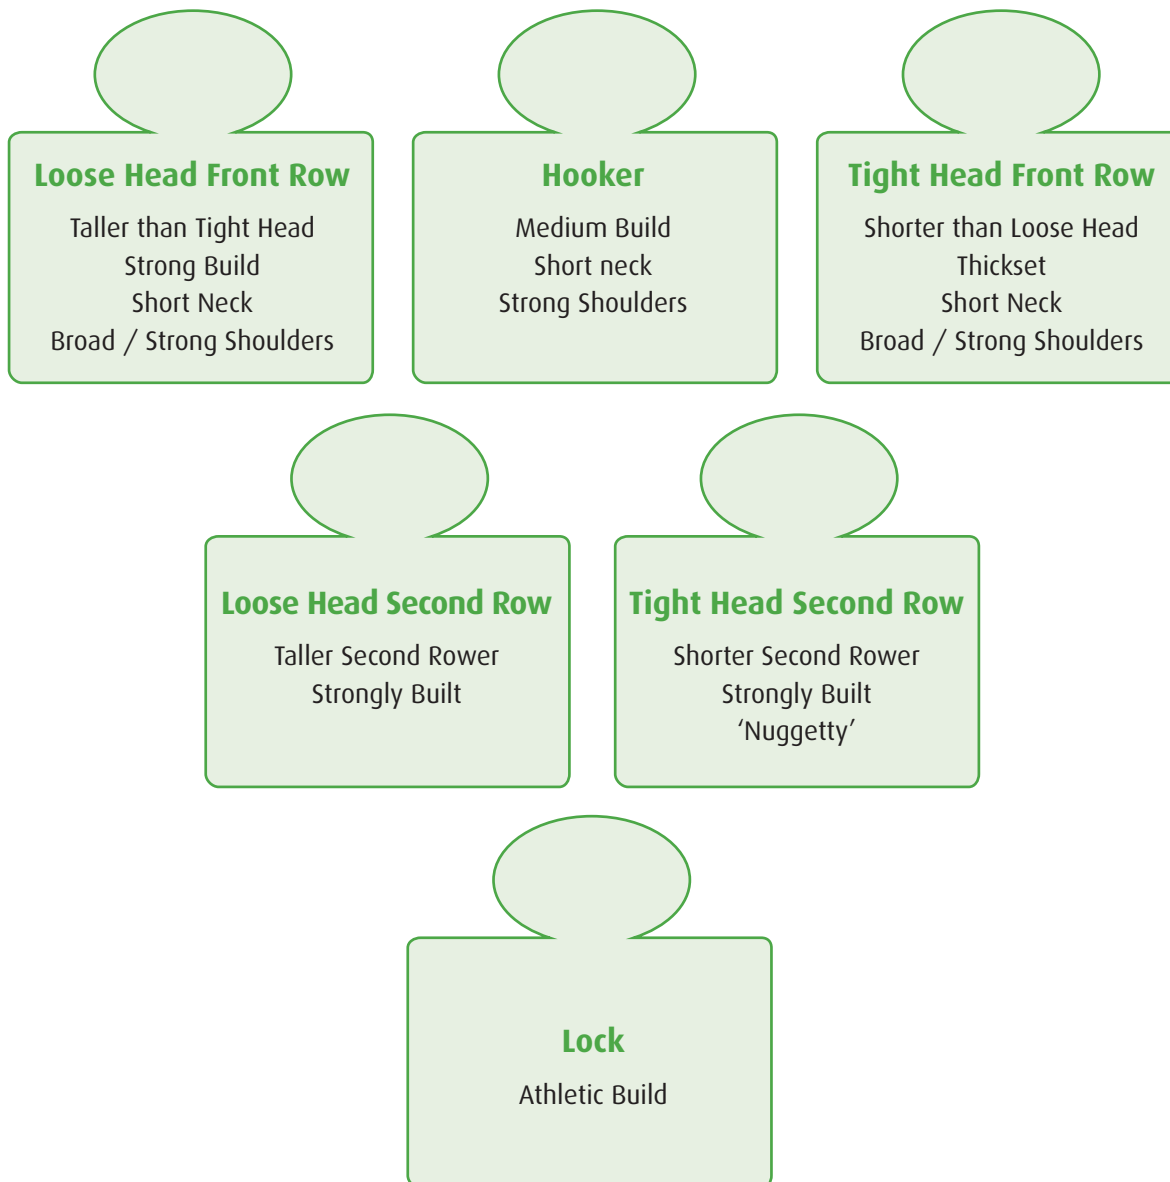 Loose Head Front Row
Taller than Tight Head
Strong Build
Short Neck
Broad / Strong Shoulders
Hooker
Medium Build
Short neck
Strong Shoulders
Tight Head Front Row
Shorter than Loose Head
Thickset
Short Neck
Broad / Strong Shoulders
Loose Head Second Row
Taller Second Rower
Strongly Built
Tight Head Second Row
Shorter Second Rower
Strongly Built
‘Nuggetty’
Lock
Athletic Build